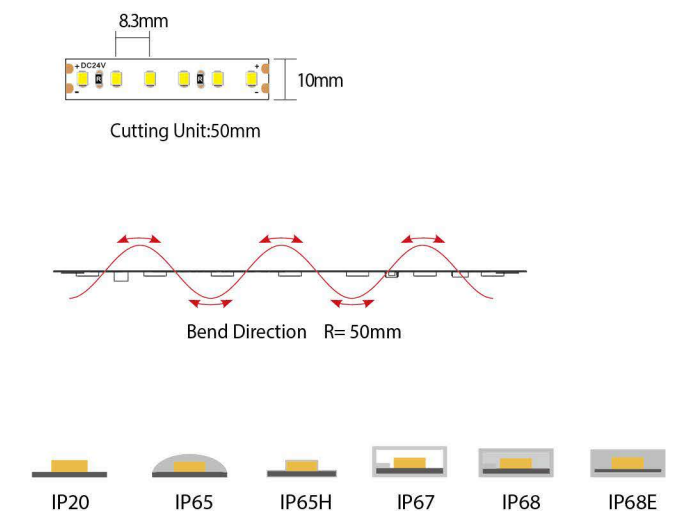 8.3mm
+ DC24V +
R R
- -
10mm
Cutting Unit:50mm
Bend Direction R= 50mm
IP20 IP65 IP65H IP67 IP68 IP68E